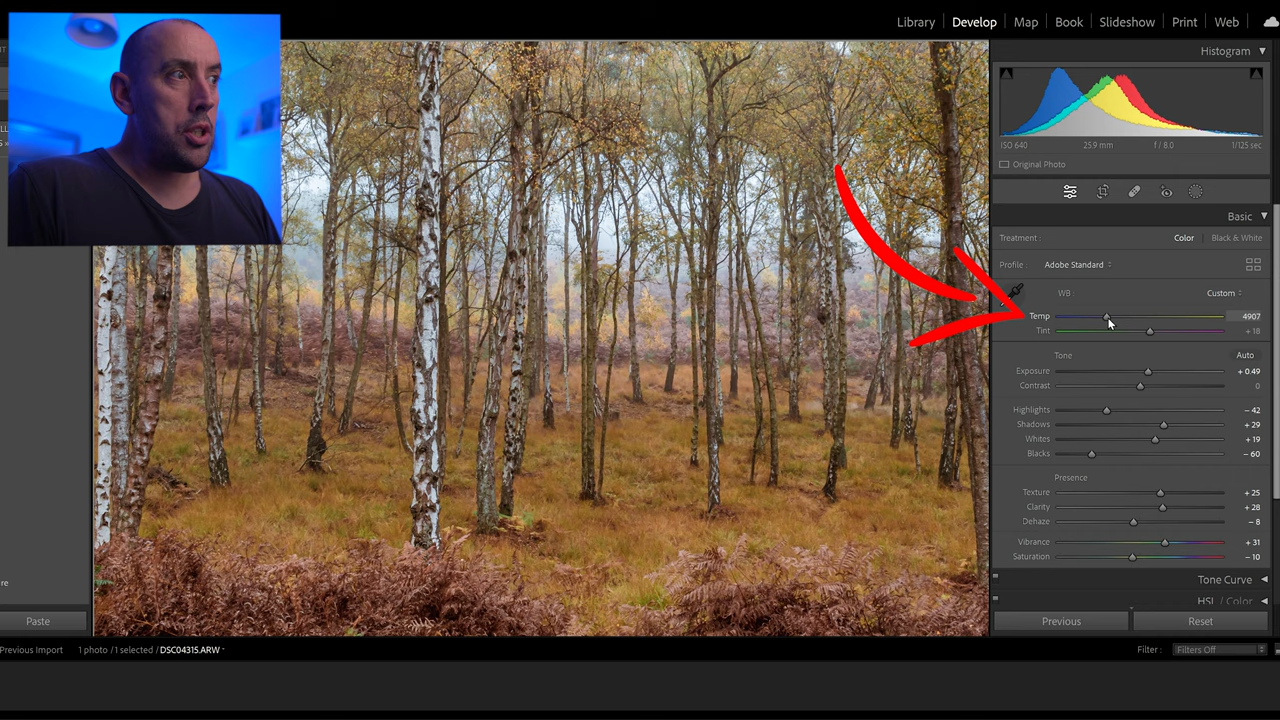 Library Develop Map Book Slideshow Print Web
Histogram
ISO 640 25.9 mm f / 8.0 1/125 sec
Original Photo
Basic
Treatment : Color Black & White
Profile : Adobe Standard
WB : Custom
Temp 4907
Tint + 18
Tone Auto
Exposure + 0.49
Contrast 0
Highlights − 42
Shadows + 29
Whites + 19
Blacks − 60
Presence
Texture + 25
Clarity + 28
Dehaze − 8
Vibrance + 31
Saturation − 10
Tone Curve
HSL / Color
re
Paste Previous Reset
Previous Import 1 photo / 1 selected / DSC04315.ARW Filter : Filters Off